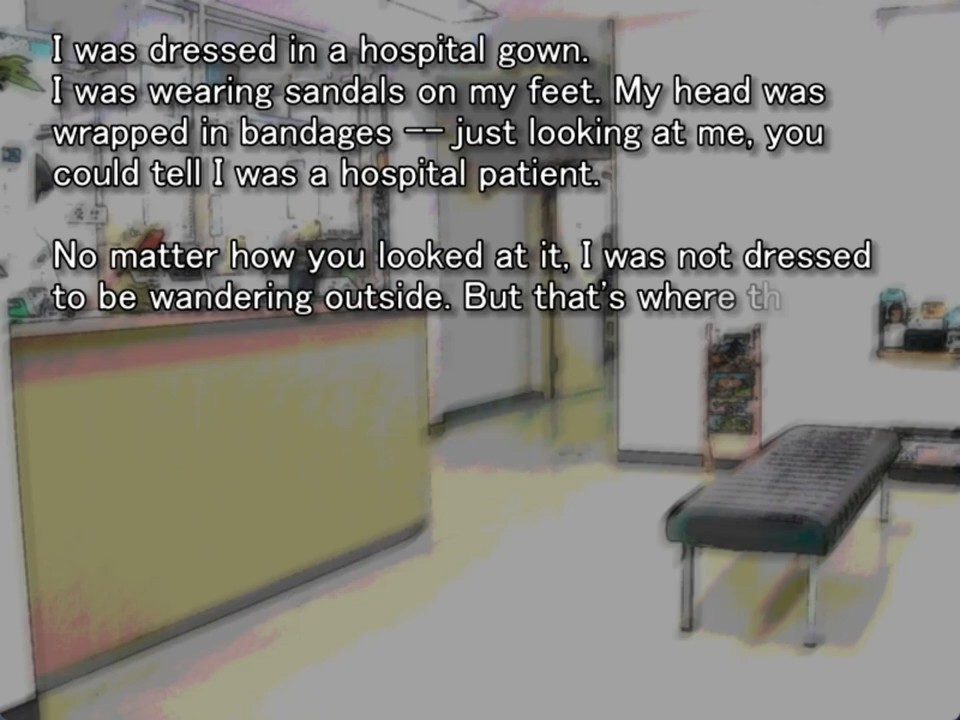 I was dressed in a hospital gown.
I was wearing sandals on my feet. My head was
wrapped in bandages ── just looking at me, you
could tell I was a hospital patient.
No matter how you looked at it, I was not dressed
to be wandering outside. But that's where th